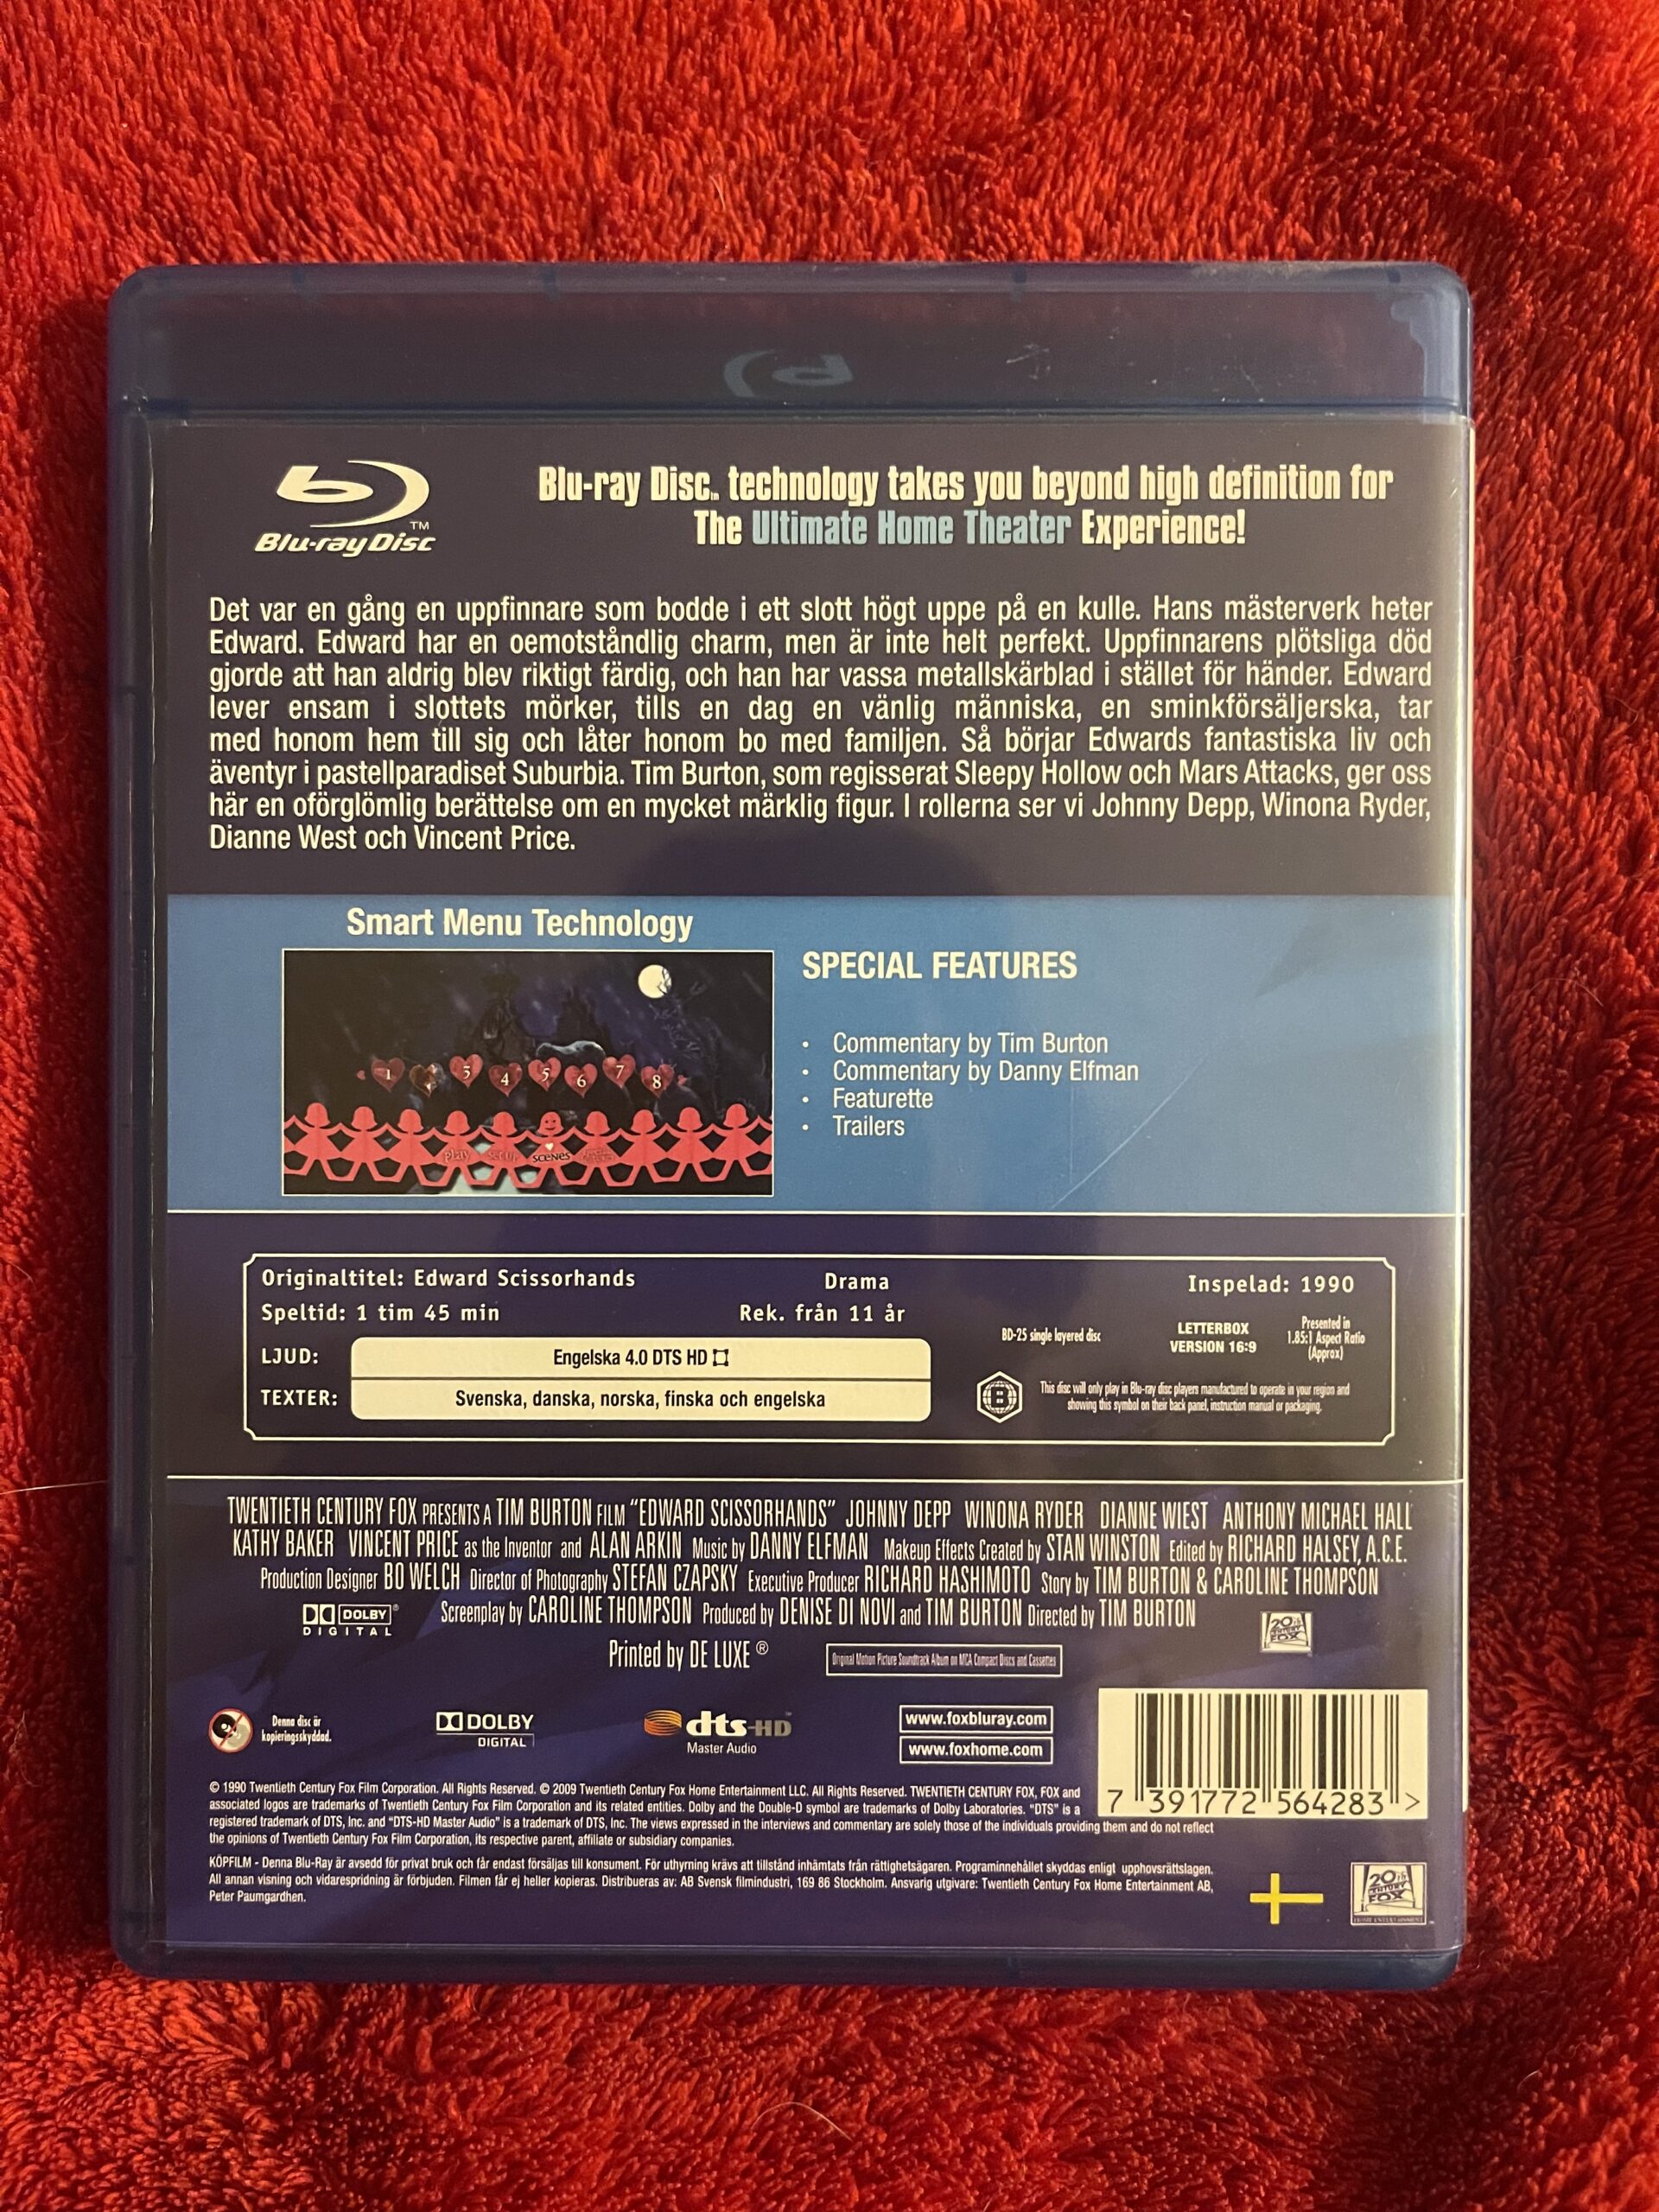 Blu-ray Disc™
Blu-ray Disc™ technology takes you beyond high definition for
The Ultimate Home Theater Experience!
Det var en gång en uppfinnare som bodde i ett slott högt uppe på en kulle. Hans mästerverk heter
Edward. Edward har en oemotståndlig charm, men är inte helt perfekt. Uppfinnarens plötsliga död
gjorde att han aldrig blev riktigt färdig, och han har vassa metallskärblad i stället för händer. Edward
lever ensam i slottets mörker, tills en dag en vänlig människa, en sminkförsäljerska, tar
med honom hem till sig och låter honom bo med familjen. Så börjar Edwards fantastiska liv och
äventyr i pastellparadiset Suburbia. Tim Burton, som regisserat Sleepy Hollow och Mars Attacks, ger oss
här en oförglömlig berättelse om en mycket märklig figur. I rollerna ser vi Johnny Depp, Winona Ryder,
Dianne West och Vincent Price.
Smart Menu Technology
1 3 4 5 6 7 8
play set up scenes
SPECIAL FEATURES
• Commentary by Tim Burton
• Commentary by Danny Elfman
• Featurette
• Trailers
Originaltitel: Edward Scissorhands Drama Inspelad: 1990
Speltid: 1 tim 45 min Rek. från 11 år
LJUD: Engelska 4.0 DTS HD
TEXTER: Svenska, danska, norska, finska och engelska
BD-25 single layered disc
LETTERBOX
VERSION 16:9
Presented in
1.85:1 Aspect Ratio
(Approx)
B
This disc will only play in Blu-ray disc players manufactured to operate in your region and
showing this symbol on their back panel, instruction manual or packaging.
TWENTIETH CENTURY FOX PRESENTS A TIM BURTON FILM "EDWARD SCISSORHANDS" JOHNNY DEPP WINONA RYDER DIANNE WIEST ANTHONY MICHAEL HALL
KATHY BAKER VINCENT PRICE as the Inventor and ALAN ARKIN Music by DANNY ELFMAN Makeup Effects Created by STAN WINSTON Edited by RICHARD HALSEY, A.C.E.
Production Designer BO WELCH Director of Photography STEFAN CZAPSKY Executive Producer RICHARD HASHIMOTO Story by TIM BURTON & CAROLINE THOMPSON
Screenplay by CAROLINE THOMPSON Produced by DENISE DI NOVI and TIM BURTON Directed by TIM BURTON
DOLBY®
DIGITAL
20th
CENTURY
FOX
Printed by DE LUXE ®
Original Motion Picture Soundtrack Album on MCA Compact Discs and Cassettes
Denna disc är
kopieringsskyddad.
DOLBY
DIGITAL
dts-HD
Master Audio
www.foxbluray.com
www.foxhome.com
7 391772 564283 >
© 1990 Twentieth Century Fox Film Corporation. All Rights Reserved. © 2009 Twentieth Century Fox Home Entertainment LLC. All Rights Reserved. TWENTIETH CENTURY FOX, FOX and
associated logos are trademarks of Twentieth Century Fox Film Corporation and its related entities. Dolby and the Double-D symbol are trademarks of Dolby Laboratories. "DTS" is a
registered trademark of DTS, Inc. and "DTS-HD Master Audio" is a trademark of DTS, Inc. The views expressed in the interviews and commentary are solely those of the individuals providing them and do not reflect
the opinions of Twentieth Century Fox Film Corporation, its respective parent, affiliate or subsidiary companies.
KÖPFILM - Denna Blu-Ray är avsedd för privat bruk och får endast försäljas till konsument. För uthyrning krävs att tillstånd inhämtats från rättighetsägaren. Programinnehållet skyddas enligt upphovsrättslagen.
All annan visning och vidarespridning är förbjuden. Filmen får ej heller kopieras. Distribueras av: AB Svensk filmindustri, 169 86 Stockholm. Ansvarig utgivare: Twentieth Century Fox Home Entertainment AB,
Peter Paumgardhen.
20th
CENTURY
FOX
HOME ENTERTAINMENT